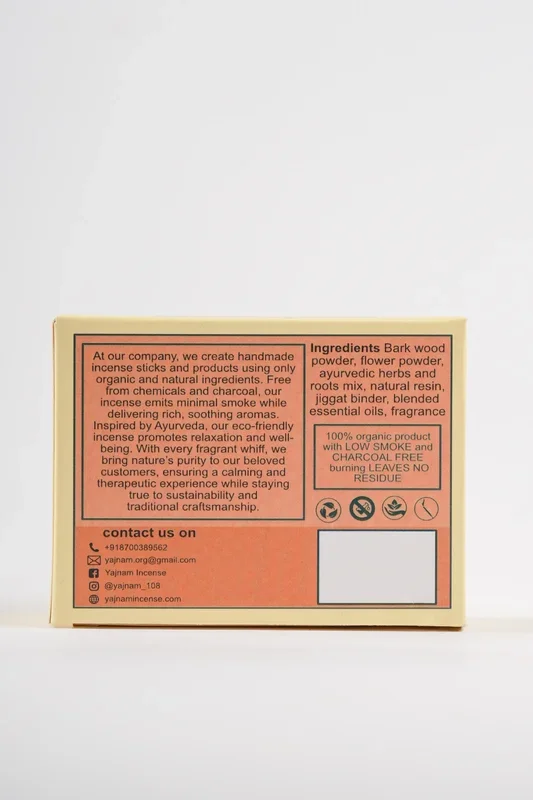 At our company, we create handmade
incense sticks and products using only
organic and natural ingredients. Free
from chemicals and charcoal, our
incense emits minimal smoke while
delivering rich, soothing aromas.
Inspired by Ayurveda, our eco-friendly
incense promotes relaxation and well-
being. With every fragrant whiff, we
bring nature's purity to our beloved
customers, ensuring a calming and
therapeutic experience while staying
true to sustainability and
traditional craftsmanship.
Ingredients Bark wood
powder, flower powder,
ayurvedic herbs and
roots mix, natural resin,
jiggat binder, blended
essential oils, fragrance
100% organic product
with LOW SMOKE and
CHARCOAL FREE
burning LEAVES NO
RESIDUE
contact us on
+918700389562
yajnam.org@gmail.com
Yajnam Incense
@yajnam_108
yajnamincense.com